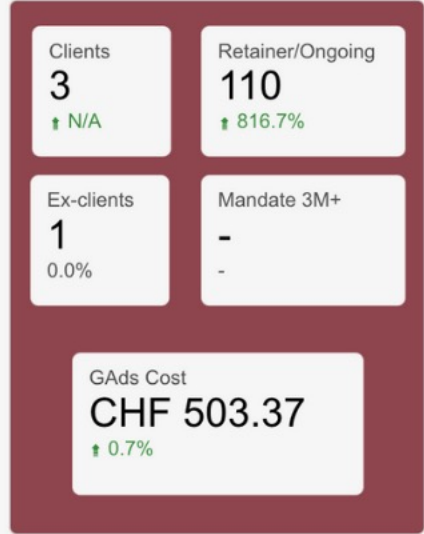 Clients
3
N/A
Retainer/Ongoing
110
816.7%
Ex-clients
1
0.0%
Mandate 3M+
-
-
GAds Cost
CHF 503.37
0.7%